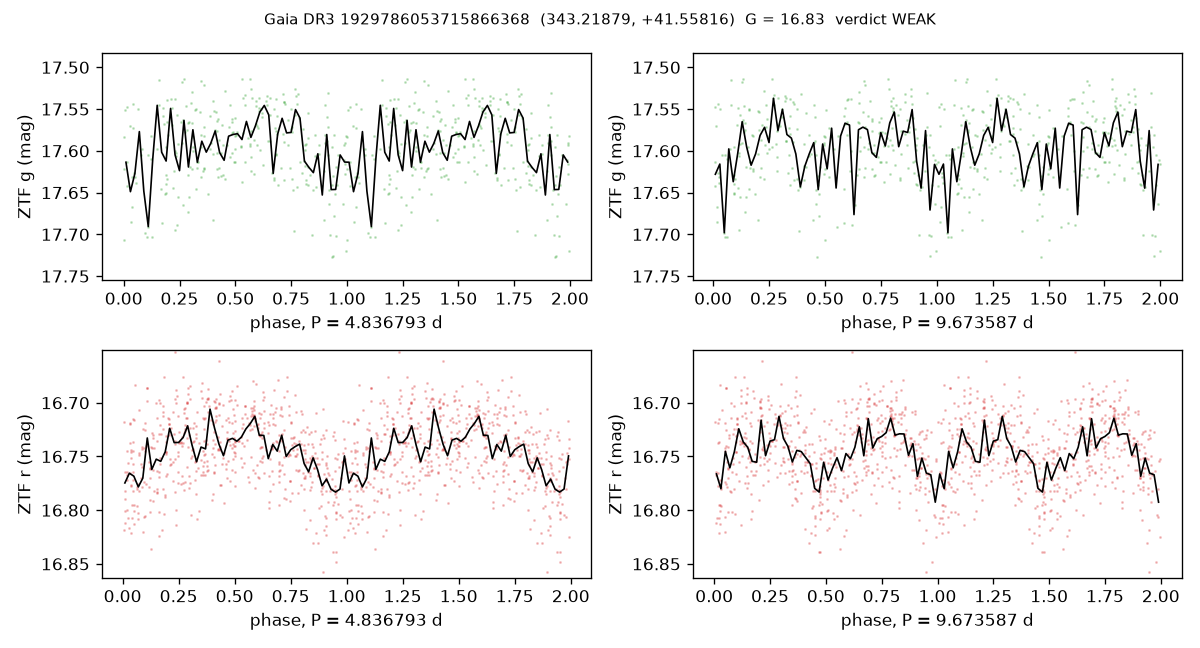 Gaia DR3 1929786053715866368 (343.21879, +41.55816) G = 16.83 verdict WEAK
ZTF g (mag)
17.50
17.55
17.60
17.65
17.70
17.75
0.00 0.25 0.50 0.75 1.00 1.25 1.50 1.75 2.00
phase, P = 4.836793 d
ZTF g (mag)
17.50
17.55
17.60
17.65
17.70
17.75
0.00 0.25 0.50 0.75 1.00 1.25 1.50 1.75 2.00
phase, P = 9.673587 d
ZTF r (mag)
16.70
16.75
16.80
16.85
0.00 0.25 0.50 0.75 1.00 1.25 1.50 1.75 2.00
phase, P = 4.836793 d
ZTF r (mag)
16.70
16.75
16.80
16.85
0.00 0.25 0.50 0.75 1.00 1.25 1.50 1.75 2.00
phase, P = 9.673587 d